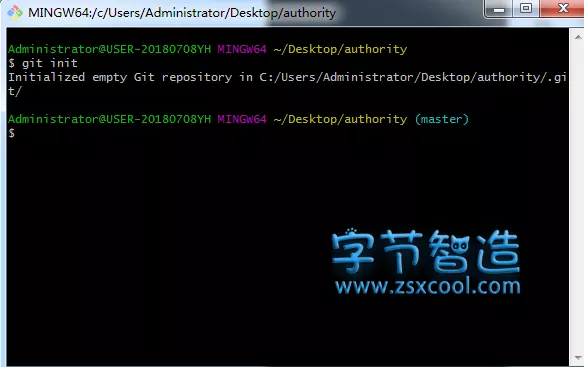 MINGW64:/c/Users/Administrator/Desktop/authority
Administrator@USER-20180708YH MINGW64 ~/Desktop/authority
$ git init
Initialized empty Git repository in C:/Users/Administrator/Desktop/authority/.gi
t/
Administrator@USER-20180708YH MINGW64 ~/Desktop/authority (master)
$
字节智造
www.zsxcool.com